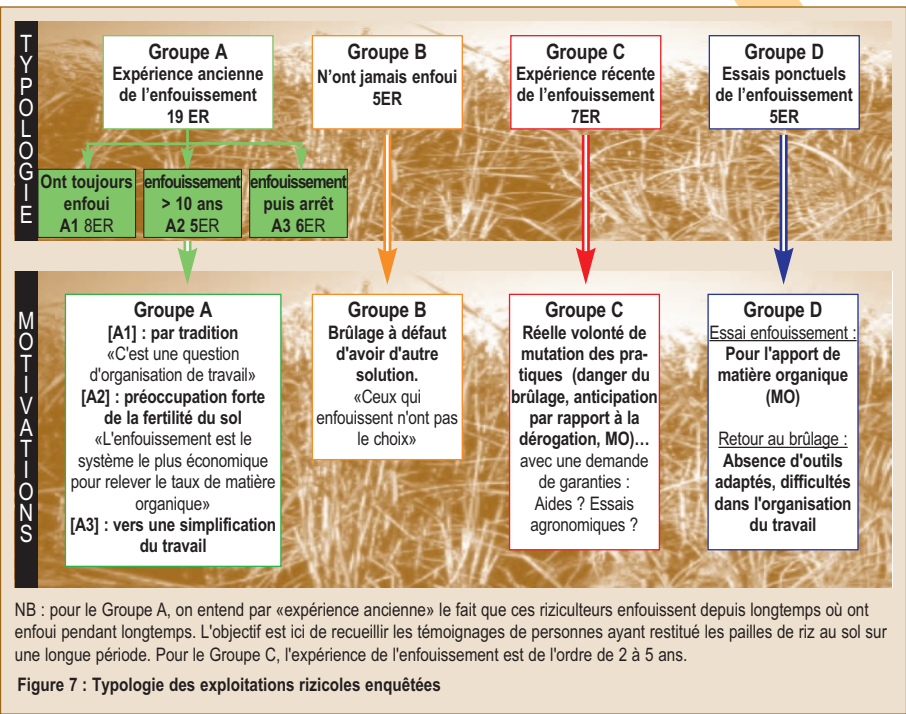 TYPOLOGIE
Groupe A
Expérience ancienne
de l'enfouissement
19 ER
Groupe B
N'ont jamais enfoui
5ER
Groupe C
Expérience récente
de l'enfouissement
7ER
Groupe D
Essais ponctuels
de l'enfouissement
5ER
Ont toujours
enfoui
A1 8ER
enfouissement
> 10 ans
A2 5ER
enfouissement
puis arrêt
A3 6ER
MOTIVATIONS
Groupe A
[A1] : par tradition
«C'est une question
d'organisation de travail»
[A2] : préoccupation forte
de la fertilité du sol
«L'enfouissement est le
système le plus économique
pour relever le taux de matière
organique»
[A3] : vers une simplification
du travail
Groupe B
Brûlage à défaut
d'avoir d'autre
solution.
«Ceux qui
enfouissent n'ont pas
le choix»
Groupe C
Réelle volonté de
mutation des pra-
tiques (danger du
brûlage, anticipation
par rapport à la
dérogation, MO)…
avec une demande
de garanties :
Aides ? Essais
agronomiques ?
Groupe D
Essai enfouissement :
Pour l'apport de
matière organique
(MO)
Retour au brûlage :
Absence d'outils
adaptés, difficultés
dans l'organisation
du travail
NB : pour le Groupe A, on entend par «expérience ancienne» le fait que ces riziculteurs enfouissent depuis longtemps où ont
enfoui pendant longtemps. L'objectif est ici de recueillir les témoignages de personnes ayant restitué les pailles de riz au sol sur
une longue période. Pour le Groupe C, l'expérience de l'enfouissement est de l'ordre de 2 à 5 ans.
Figure 7 : Typologie des exploitations rizicoles enquêtées